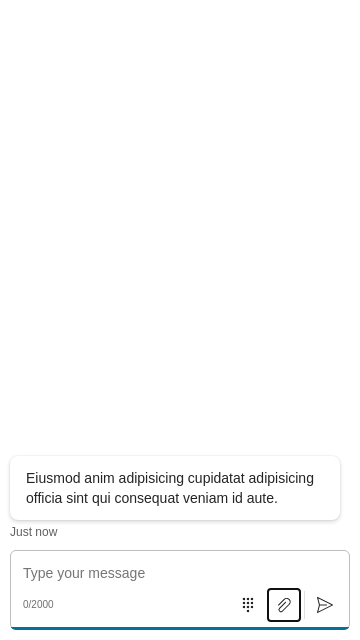 Eiusmod anim adipisicing cupidatat adipisicing
officia sint qui consequat veniam id aute.
Just now
Type your message
0/2000